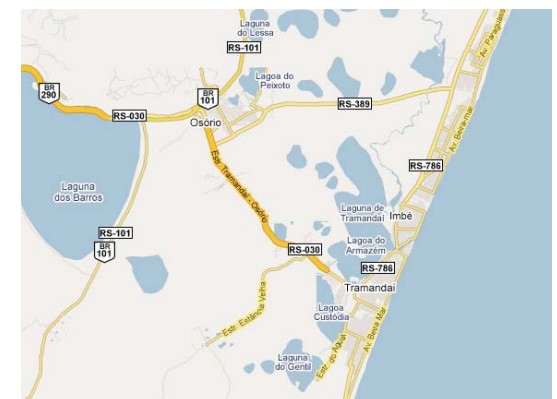 Laguna
do Lessa
RS-101
Av. Paraguassú
Lagoa do
Peixoto
BR
290
BR
101
RS-389
RS-030
Osório
Av. Beira-mar
Estr. Tramandaí - Osório
RS-786
Laguna
dos Barros
Laguna de
Tramandaí
Imbé
RS-101
BR
101
RS-030
Lagoa do
Armazém
RS-786
Tramandaí
Estr. Estância Velha
Lagoa
Custódia
Av. Beira Mar
Laguna
do Gentil
Estr. do Aguat